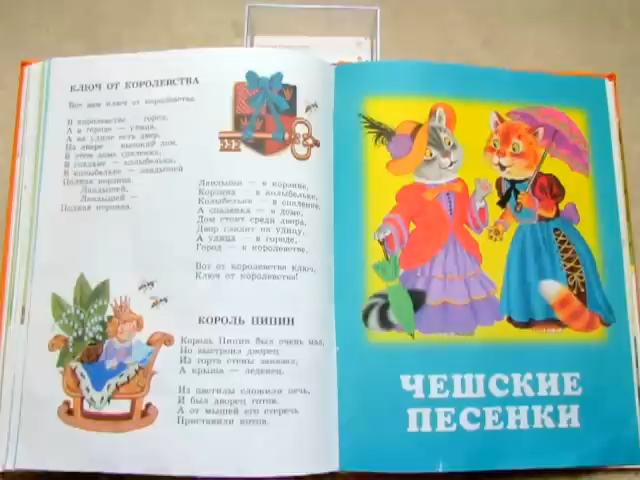 КЛЮЧ ОТ КОРОЛЕВСТВА
Вот вам ключ от королевства.
В королевстве — город,
А в городе — улица,
А на улице есть двор,
На дворе — высокий дом,
В этом доме спаленка,
В спальне — колыбелька,
В колыбельке — ландышей
Полная корзина.
Ландышей,
Ландышей —
Полная корзина.
Ландыши — в корзине,
Корзина — в колыбельке,
Колыбелька — в спаленке,
А спаленка — в доме,
Дом стоит среди двора,
Двор глядит на улицу,
А улица — в городе,
Город — в королевстве.
Вот от королевства ключ,
Ключ от королевства!
КОРОЛЬ ПИПИН
Король Пипин был очень мал,
Но выстроил дворец.
Из торта стены заказал,
А крыша — леденец.
Из пастилы сложили печь,
И был дворец готов.
А от мышей его стеречь
Приставили котов.
ЧЕШСКИЕ
ПЕСЕНКИ